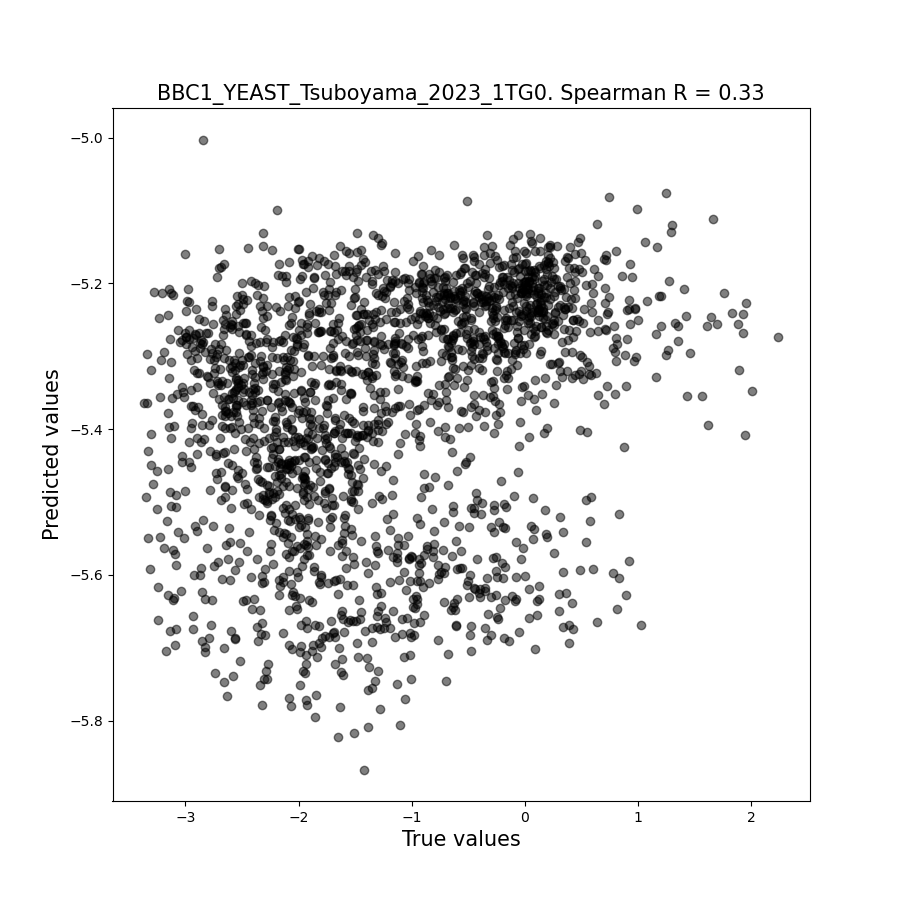 BBC1_YEAST_Tsuboyama_2023_1TG0. Spearman R = 0.33
Predicted values
−5.0
−5.2
−5.4
−5.6
−5.8
−3 −2 −1 0 1 2
True values